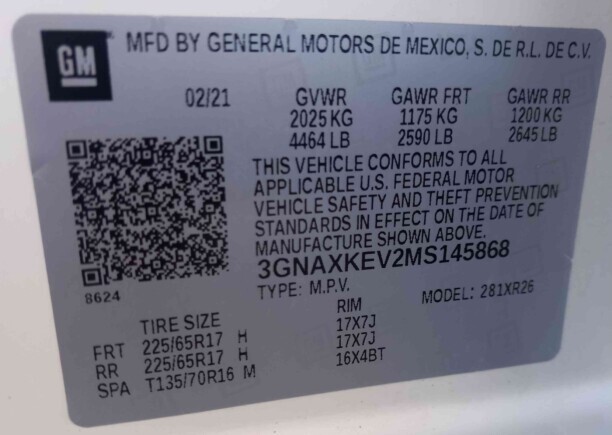 GM
MFD BY GENERAL MOTORS DE MEXICO, S. DE R.L. DE C.V.
02/21 GVWR GAWR FRT GAWR RR
2025 KG 1175 KG 1200 KG
4464 LB 2590 LB 2645 LB
THIS VEHICLE CONFORMS TO ALL
APPLICABLE U.S. FEDERAL MOTOR
VEHICLE SAFETY AND THEFT PREVENTION
STANDARDS IN EFFECT ON THE DATE OF
MANUFACTURE SHOWN ABOVE.
3GNAXKEV2MS145868
8624
TYPE: M.P.V. MODEL: 281XR26
TIRE SIZE RIM
FRT 225/65R17 H 17X7J
RR 225/65R17 H 17X7J
SPA T135/70R16 M 16X4BT